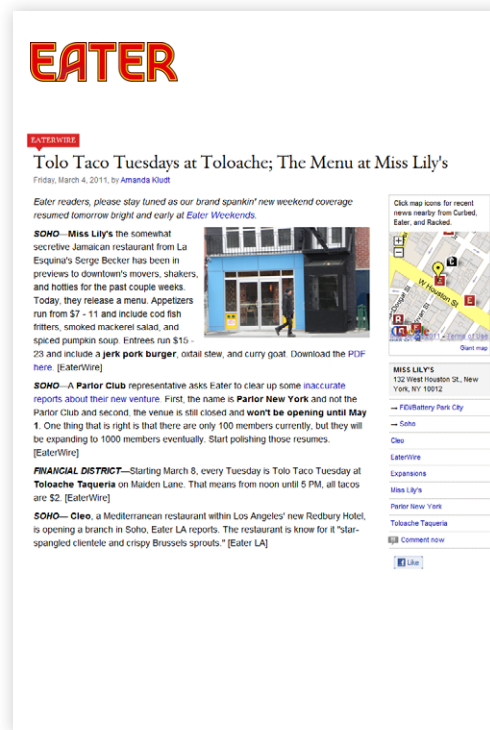 EATER
EATERWIRE
Tolo Taco Tuesdays at Toloache; The Menu at Miss Lily's
Friday, March 4, 2011, by Amanda Kludt
Eater readers, please stay tuned as our brand spankin' new weekend coverage
resumed tomorrow bright and early at Eater Weekends.
SOHO—Miss Lily's the somewhat
secretive Jamaican restaurant from La
Esquina's Serge Becker has been in
previews to downtown's movers, shakers,
and hotties for the past couple weeks.
Today, they release a menu. Appetizers
run from $7 - 11 and include cod fish
fritters, smoked mackerel salad, and
spiced pumpkin soup. Entrees run $15 -
23 and include a jerk pork burger, oxtail stew, and curry goat. Download the PDF
here. [EaterWire]
SOHO—A Parlor Club representative asks Eater to clear up some inaccurate
reports about their new venture. First, the name is Parlor New York and not the
Parlor Club and second, the venue is still closed and won't be opening until May
1. One thing that is right is that there are only 100 members currently, but they will
be expanding to 1000 members eventually. Start polishing those resumes.
[EaterWire]
FINANCIAL DISTRICT—Starting March 8, every Tuesday is Tolo Taco Tuesday at
Toloache Taqueria on Maiden Lane. That means from noon until 5 PM, all tacos
are $2. [EaterWire]
SOHO— Cleo, a Mediterranean restaurant within Los Angeles' new Redbury Hotel,
is opening a branch in Soho, Eater LA reports. The restaurant is know for it "star-
spangled clientele and crispy Brussels sprouts." [Eater LA]
Click map icons for recent
news nearby from Curbed,
Eater, and Racked.
C
E
W Houston St
E
R
Terms of Use
Giant map
MISS LILY'S
132 West Houston St., New
York, NY 10012
→ FiDi/Battery Park City
→ Soho
Cleo
EaterWire
Expansions
Miss Lily's
Parlor New York
Toloache Taqueria
Comment now
Like